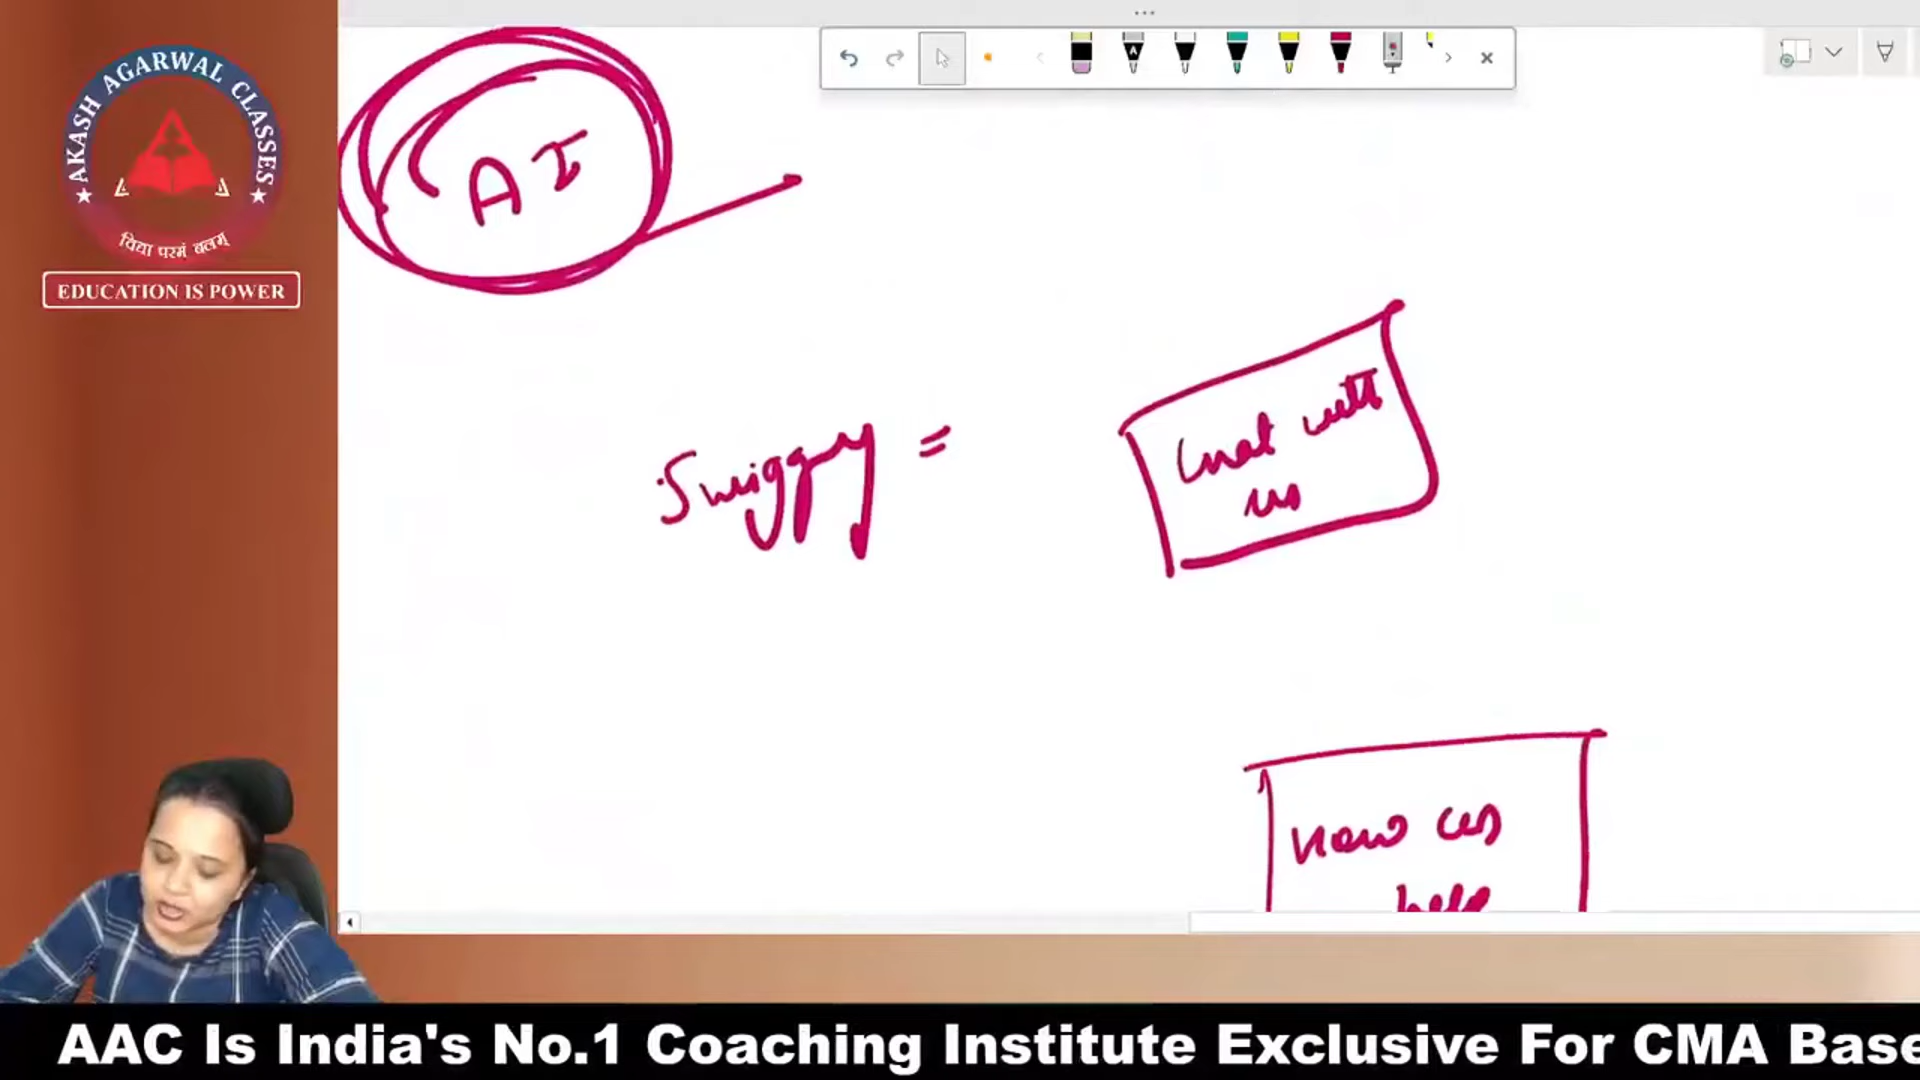 AKASH AGARWAL CLASSES
विद्या परमं बलम्
EDUCATION IS POWER
AI
Swiggy =
Chat with
us
How can
help
AAC Is India's No.1 Coaching Institute Exclusive For CMA Base